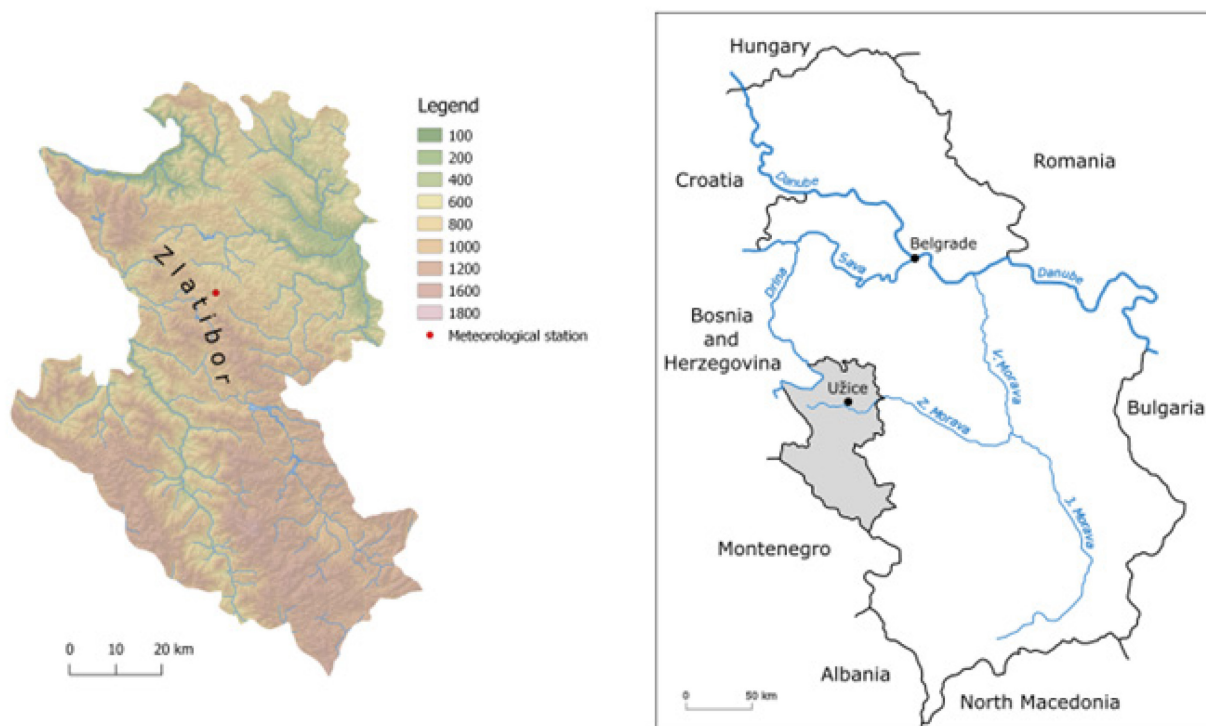 Legend
100
200
400
600
800
1000
1200
1600
1800
Meteorological station
Zlatibor
0 10 20 km
Hungary
Romania
Croatia
Danube
Belgrade
Sava
Danube
Drina
Bosnia
and
Herzegovina
V. Morava
Užice
Z. Morava
Bulgaria
J. Morava
Montenegro
Albania
North Macedonia
0 50 km